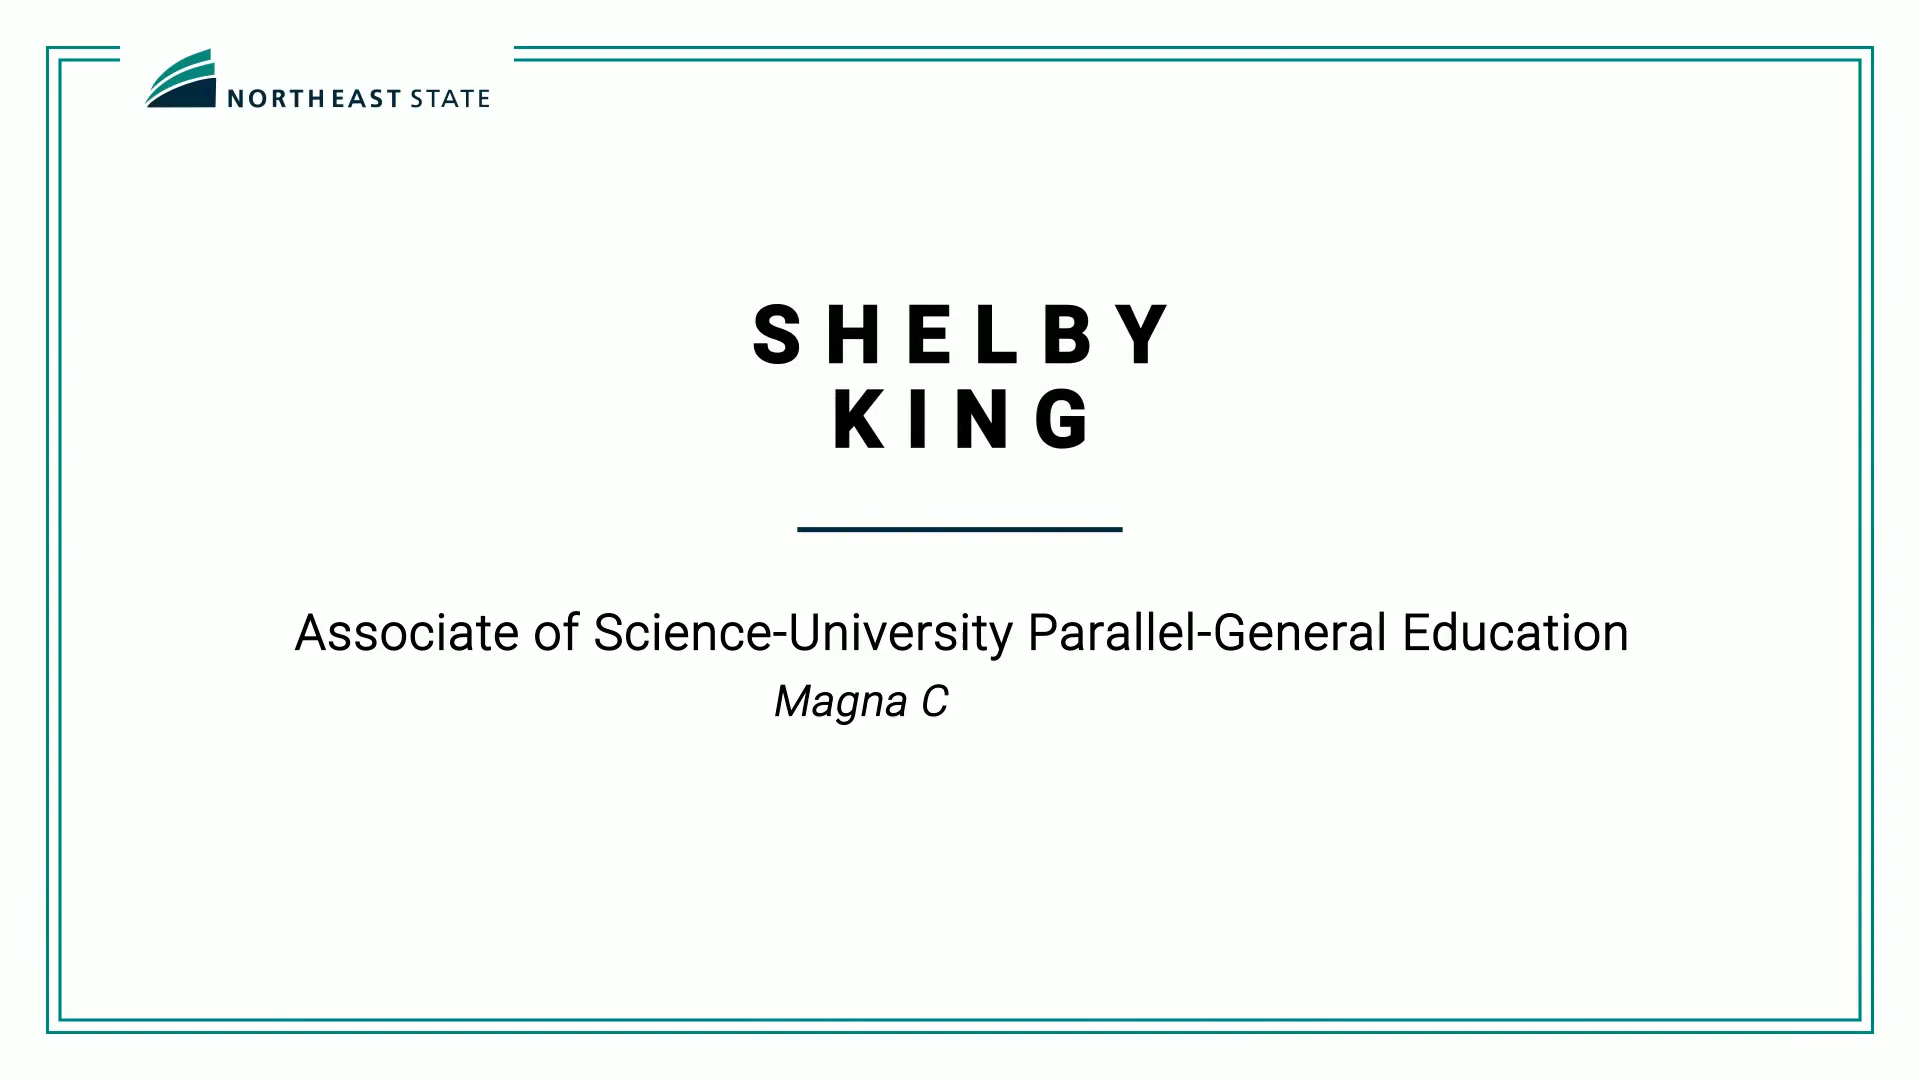 NORTHEAST STATE
SHELBY
KING
Associate of Science-University Parallel-General Education
Magna C